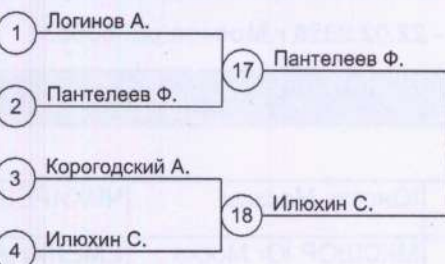 1 Логинов А.
17 Пантелеев Ф.
2 Пантелеев Ф.
3 Корогодский А.
18 Илюхин С.
4 Илюхин С.